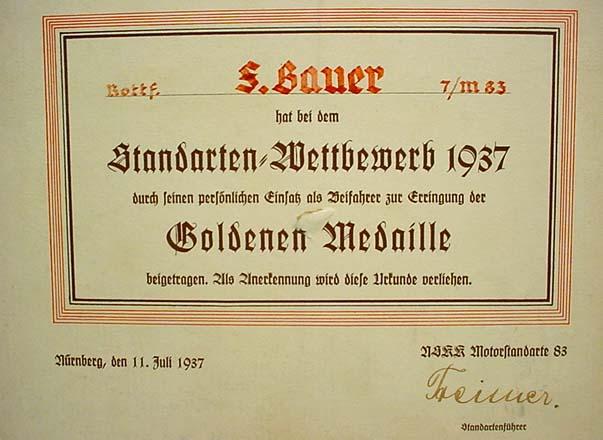 Rottf. S. Bauer 7/M 83
hat bei dem
Standarten-Wettbewerb 1937
durch seinen persönlichen Einsatz als Beifahrer zur Erringung der
Goldenen Medaille
beigetragen. Als Anerkennung wird diese Urkunde verliehen.
Nürnberg, den 11. Juli 1937
NSKK Motorstandarte 83
Standartenführer